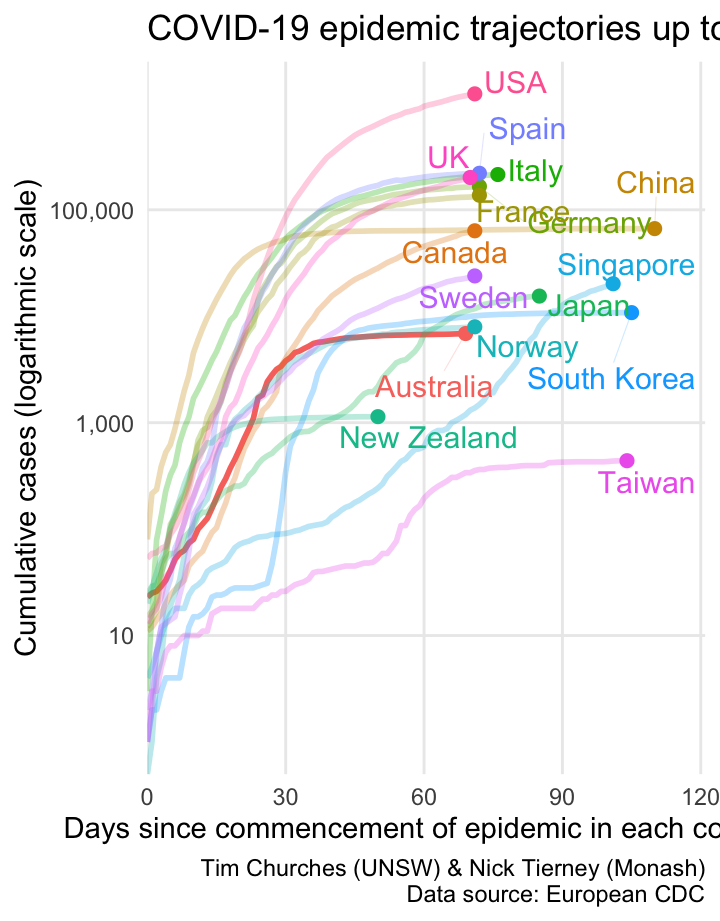 COVID-19 epidemic trajectories up to
USA
Spain
UK
Italy
China
100,000
France
Germany
Canada
Singapore
Sweden
Japan
Norway
South Korea
Australia
1,000
New Zealand
Taiwan
10
Cumulative cases (logarithmic scale)
0 30 60 90 120
Days since commencement of epidemic in each co
Tim Churches (UNSW) & Nick Tierney (Monash)
Data source: European CDC